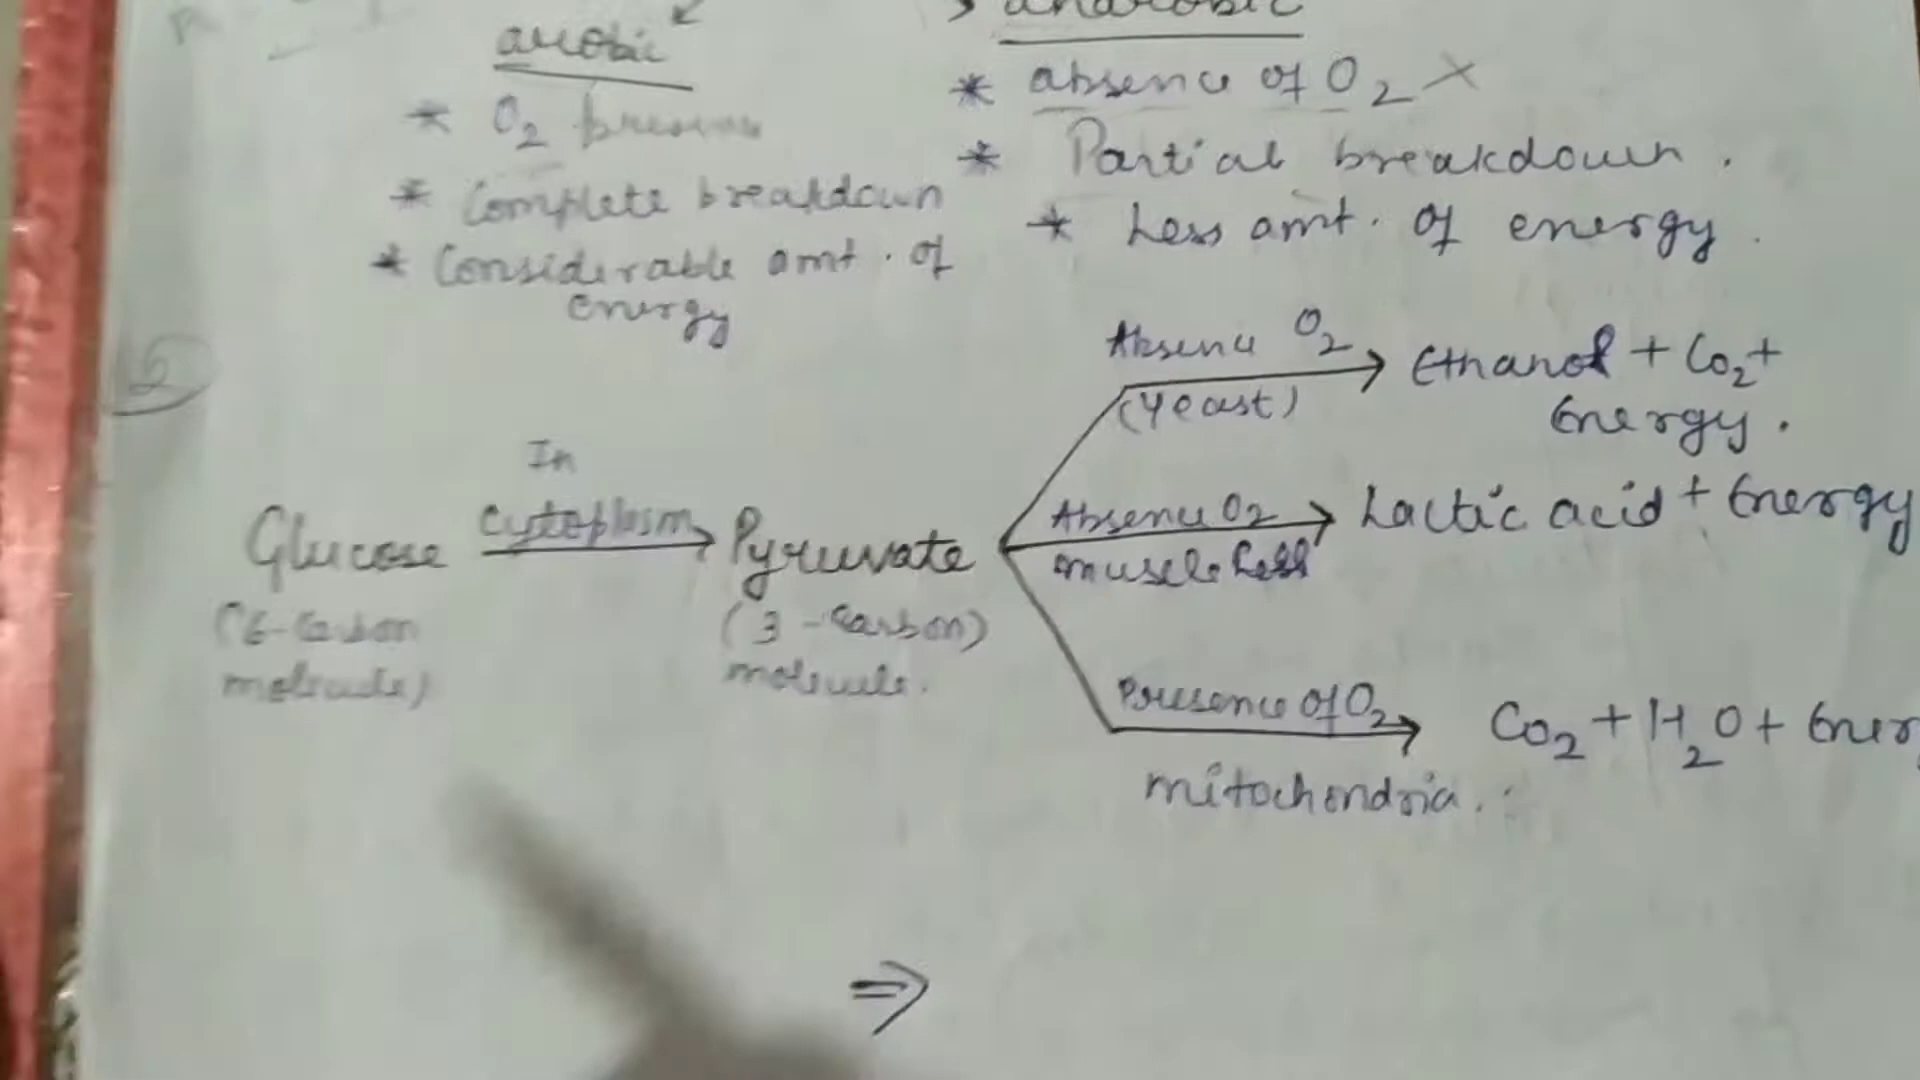 aerobic
anaerobic
* O2 presence
* absence of O2 X
* Complete breakdown
* Partial breakdown.
* Considerable amt. of
energy
* Less amt. of energy.
5
Glucose
(6-carbon
molecule)
In
Cytoplasm
Pyruvate
(3-carbon)
molecule.
Absence O2
(Yeast)
Ethanol + CO2 +
Energy.
Absence O2
muscle cell
Lactic acid + Energy
Presence of O2
mitochondria.
CO2 + H2O + Ener
⇒